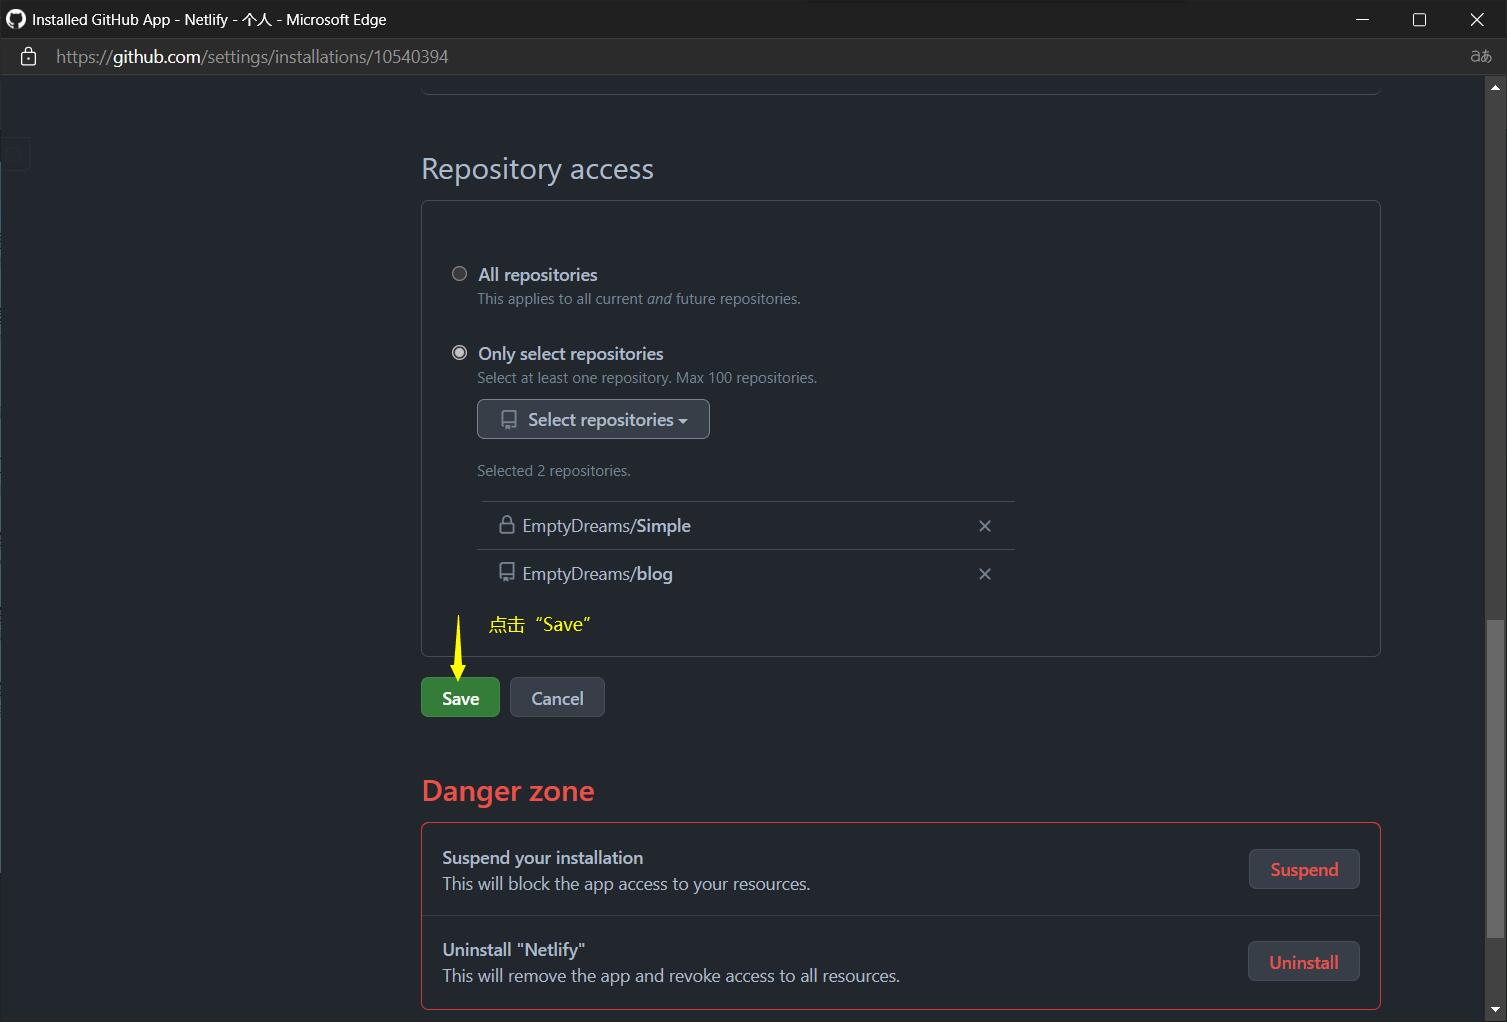 Installed GitHub App - Netlify - 个人 - Microsoft Edge
https://github.com/settings/installations/10540394
aあ
Repository access
All repositories
This applies to all current and future repositories.
Only select repositories
Select at least one repository. Max 100 repositories.
Select repositories
Selected 2 repositories.
EmptyDreams/Simple
EmptyDreams/blog
点击“Save”
Save Cancel
Danger zone
Suspend your installation
This will block the app access to your resources.
Suspend
Uninstall "Netlify"
This will remove the app and revoke access to all resources.
Uninstall